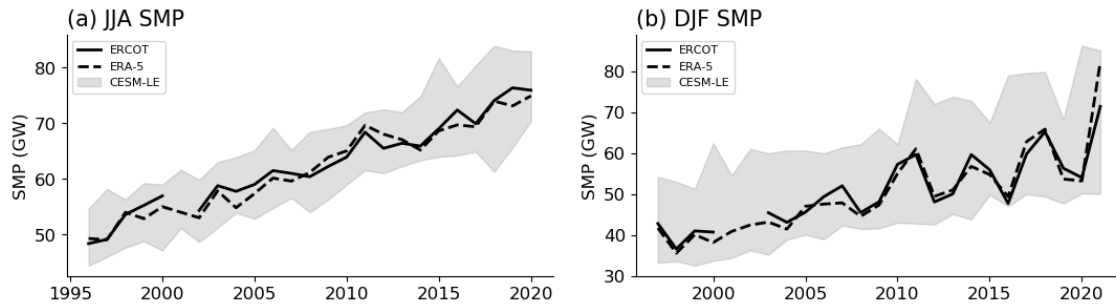 (a) JJA SMP
ERCOT
ERA-5
CESM-LE
SMP (GW)
80
70
60
50
1995
2000
2005
2010
2015
2020
(b) DJF SMP
ERCOT
ERA-5
CESM-LE
SMP (GW)
80
70
60
50
40
30
2000
2005
2010
2015
2020